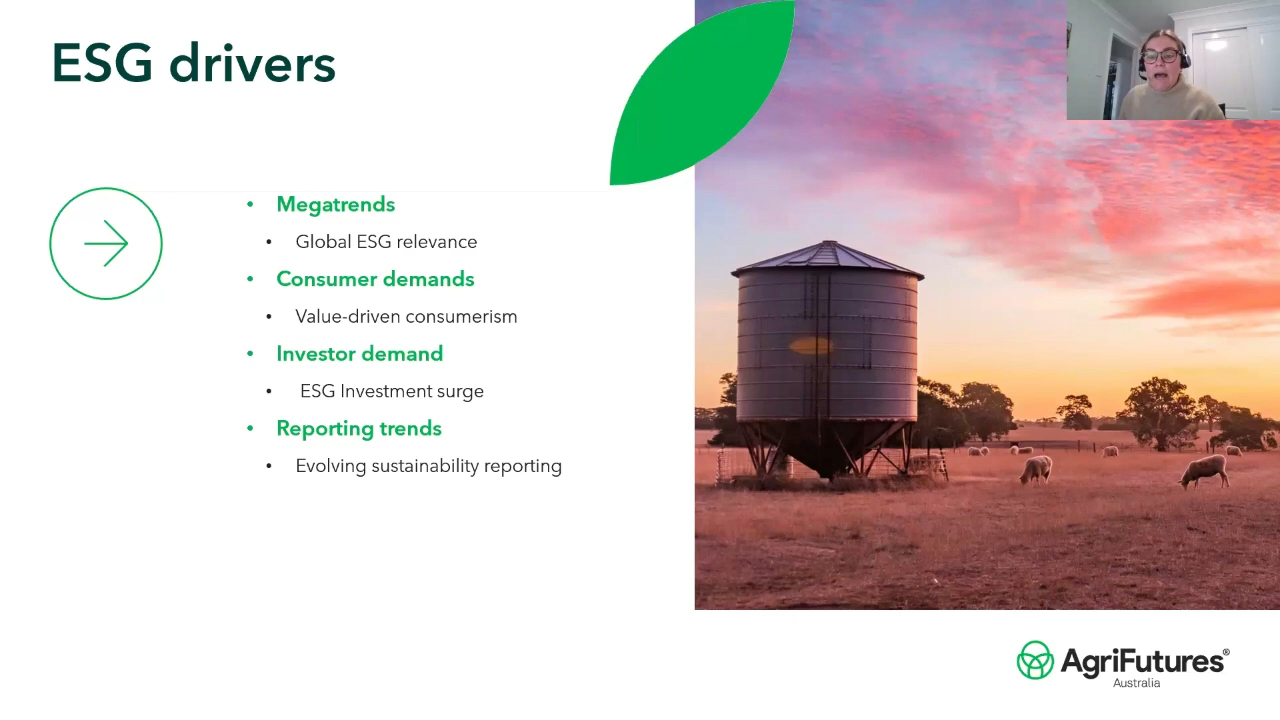 ESG drivers
• Megatrends
• Global ESG relevance
• Consumer demands
• Value-driven consumerism
• Investor demand
• ESG Investment surge
• Reporting trends
• Evolving sustainability reporting
AgriFutures®
Australia